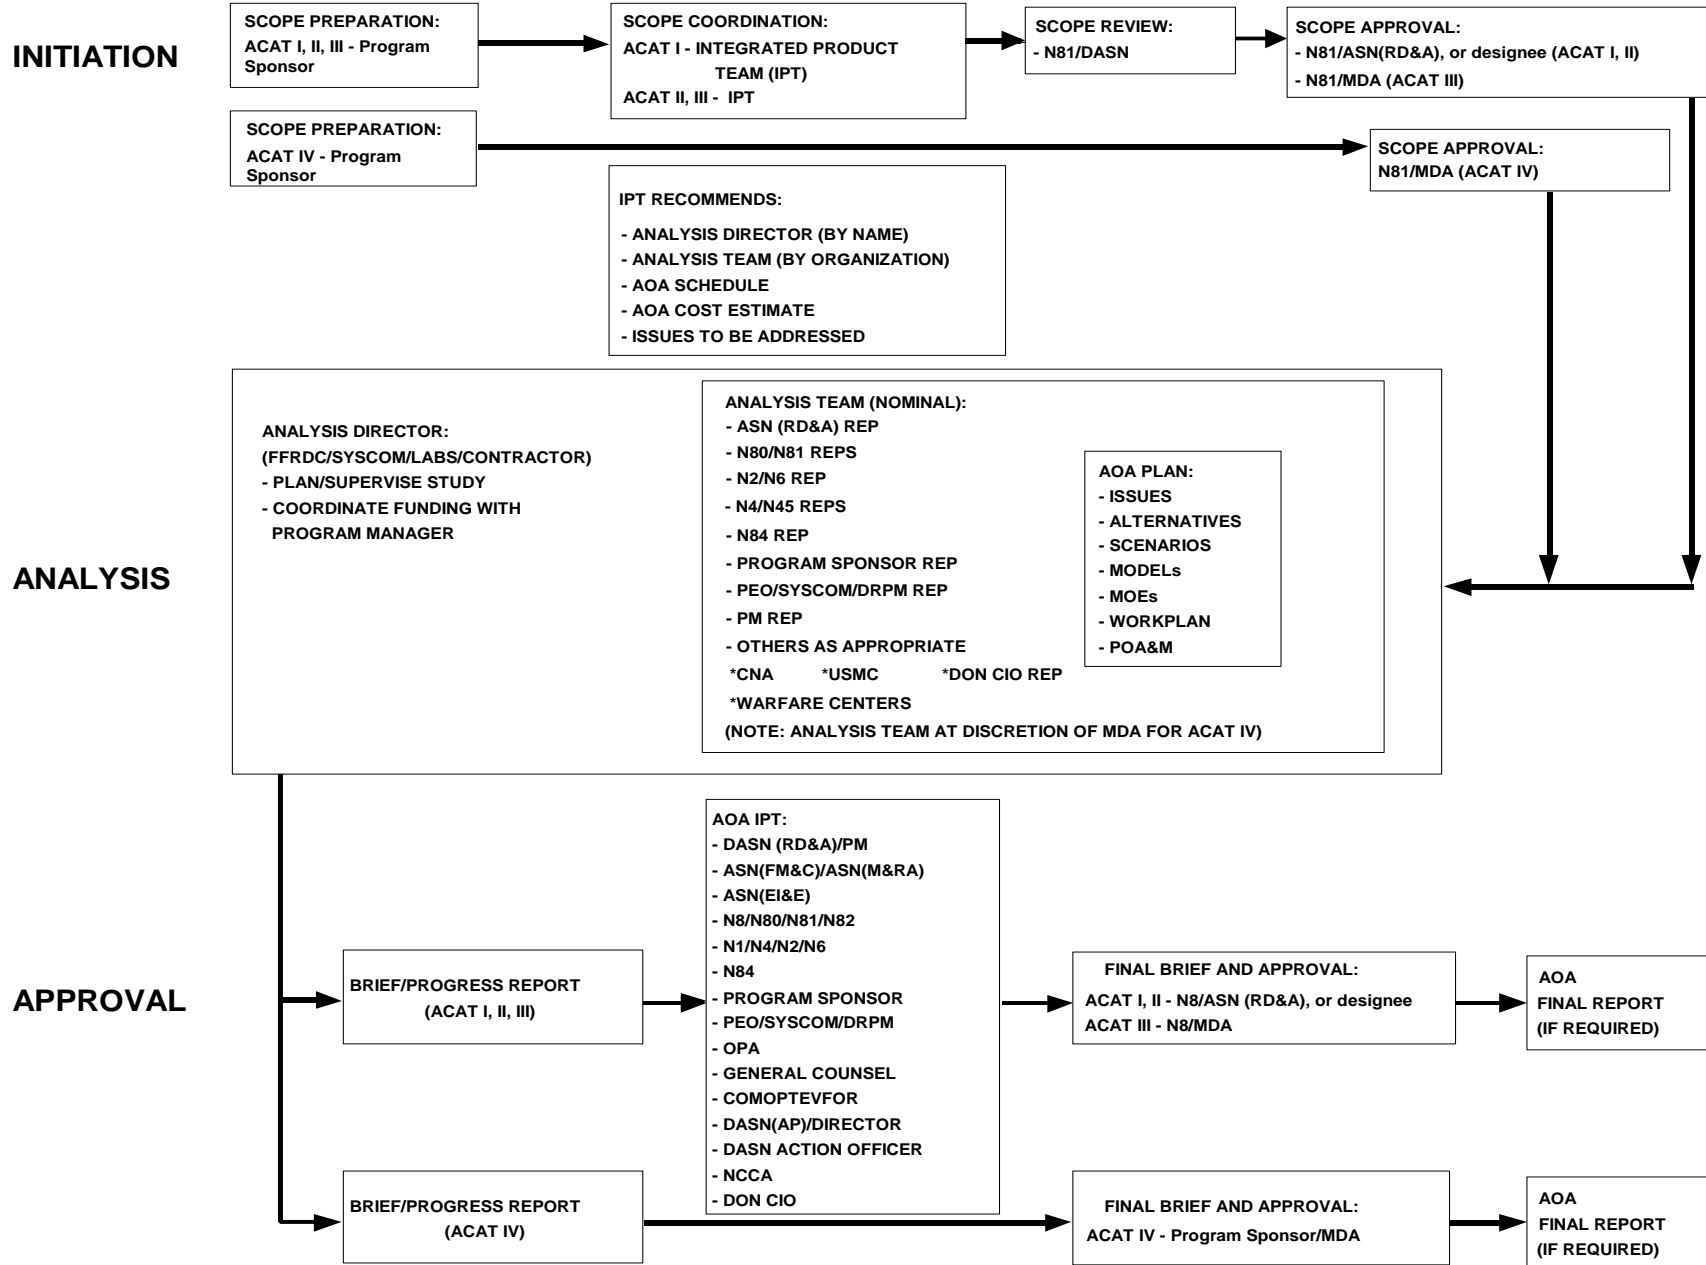 INITIATION
SCOPE PREPARATION:
ACAT I, II, III - Program
Sponsor
SCOPE COORDINATION:
ACAT I - INTEGRATED PRODUCT
TEAM (IPT)
ACAT II, III - IPT
SCOPE REVIEW:
- N81/DASN
SCOPE APPROVAL:
- N81/ASN(RD&A), or designee (ACAT I, II)
- N81/MDA (ACAT III)
SCOPE PREPARATION:
ACAT IV - Program
Sponsor
SCOPE APPROVAL:
N81/MDA (ACAT IV)
IPT RECOMMENDS:
- ANALYSIS DIRECTOR (BY NAME)
- ANALYSIS TEAM (BY ORGANIZATION)
- AOA SCHEDULE
- AOA COST ESTIMATE
- ISSUES TO BE ADDRESSED
ANALYSIS
ANALYSIS DIRECTOR:
(FFRDC/SYSCOM/LABS/CONTRACTOR)
- PLAN/SUPERVISE STUDY
- COORDINATE FUNDING WITH
PROGRAM MANAGER
ANALYSIS TEAM (NOMINAL):
- ASN (RD&A) REP
- N80/N81 REPS
- N2/N6 REP
- N4/N45 REPS
- N84 REP
- PROGRAM SPONSOR REP
- PEO/SYSCOM/DRPM REP
- PM REP
- OTHERS AS APPROPRIATE
*CNA *USMC *DON CIO REP
*WARFARE CENTERS
(NOTE: ANALYSIS TEAM AT DISCRETION OF MDA FOR ACAT IV)
AOA PLAN:
- ISSUES
- ALTERNATIVES
- SCENARIOS
- MODELs
- MOEs
- WORKPLAN
- POA&M
APPROVAL
BRIEF/PROGRESS REPORT
(ACAT I, II, III)
AOA IPT:
- DASN (RD&A)/PM
- ASN(FM&C)/ASN(M&RA)
- ASN(EI&E)
- N8/N80/N81/N82
- N1/N4/N2/N6
- N84
- PROGRAM SPONSOR
- PEO/SYSCOM/DRPM
- OPA
- GENERAL COUNSEL
- COMOPTEVFOR
- DASN(AP)/DIRECTOR
- DASN ACTION OFFICER
- NCCA
- DON CIO
FINAL BRIEF AND APPROVAL:
ACAT I, II - N8/ASN (RD&A), or designee
ACAT III - N8/MDA
AOA
FINAL REPORT
(IF REQUIRED)
BRIEF/PROGRESS REPORT
(ACAT IV)
FINAL BRIEF AND APPROVAL:
ACAT IV - Program Sponsor/MDA
AOA
FINAL REPORT
(IF REQUIRED)